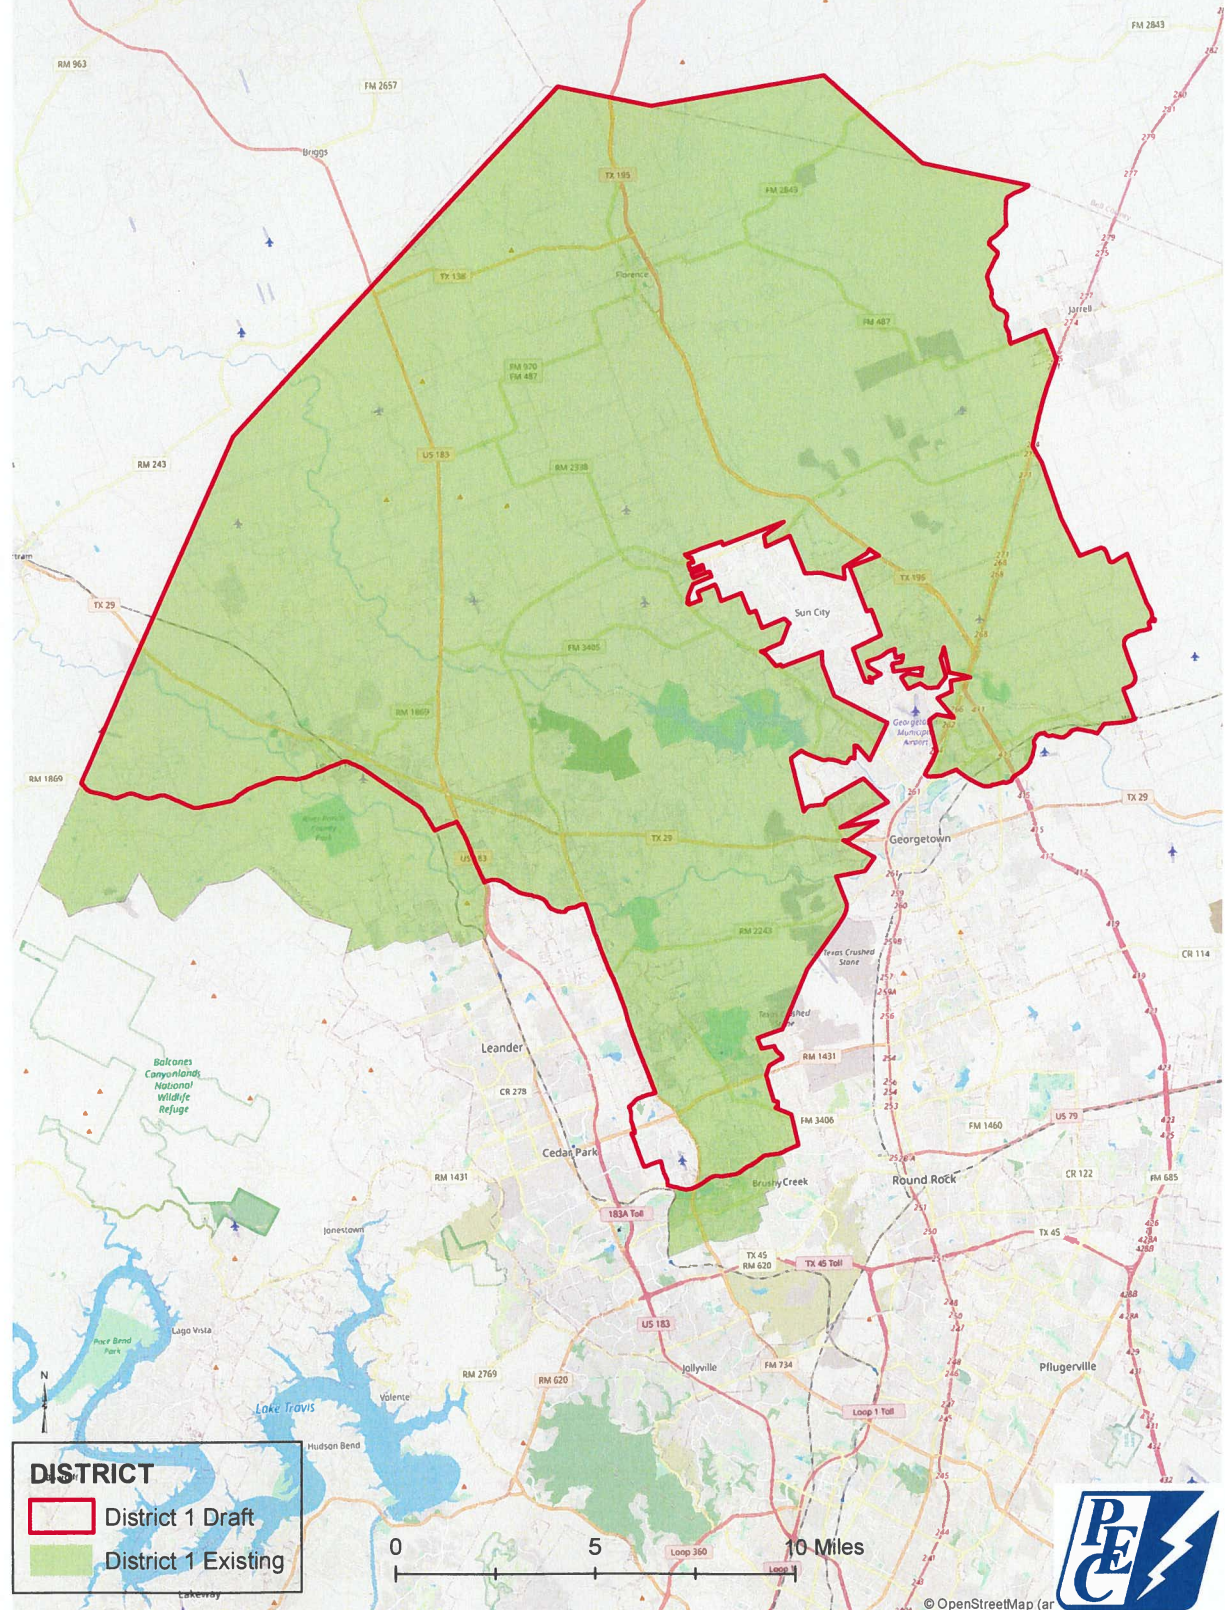 FM 2843
RM 963
FM 2657
Briggs
TX 195
FM 2843
Bell County
TX 138
Florence
Jarrell
FM 487
FM 970
FM 487
US 183
RM 243
RM 2338
TX 195
TX 29
Sun City
FM 3405
RM 1869
Georgetown
Municipal
Airport
RM 1869
TX 29
TX 29
Georgetown
River Ranch
County
Park
US 183
RM 2243
Texas Crushed
Stone
CR 114
Leander
RM 1431
Balcones
Canyonlands
National
Wildlife
Refuge
CR 278
US 79
FM 3406
FM 1460
Cedar Park
RM 1431
CR 122
FM 685
Brushy Creek
Round Rock
183A Toll
Jonestown
TX 45
TX 45
RM 620
TX 45 Toll
Lago Vista
Pace Bend
Park
US 183
Jollyville
FM 734
Pflugerville
N
RM 2769
RM 620
Volente
Lake Travis
Loop 1 Toll
Hudson Bend
DISTRICT
District 1 Draft
District 1 Existing
0 5 10 Miles
Loop 360
Lakeway
PEC
© OpenStreetMap (ar